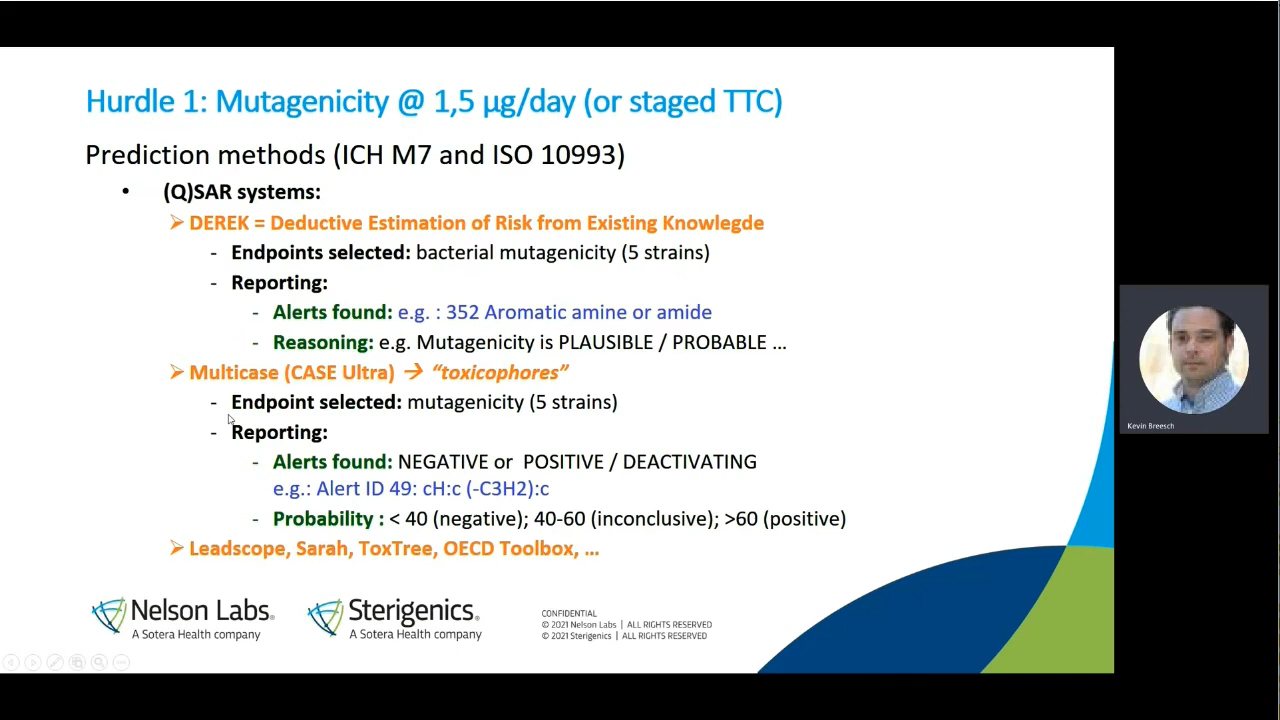 Hurdle 1: Mutagenicity @ 1,5 µg/day (or staged TTC)
Prediction methods (ICH M7 and ISO 10993)
• (Q)SAR systems:
➢ DEREK = Deductive Estimation of Risk from Existing Knowlegde
- Endpoints selected: bacterial mutagenicity (5 strains)
- Reporting:
- Alerts found: e.g. : 352 Aromatic amine or amide
- Reasoning: e.g. Mutagenicity is PLAUSIBLE / PROBABLE ...
➢ Multicase (CASE Ultra) → “toxicophores”
- Endpoint selected: mutagenicity (5 strains)
- Reporting:
- Alerts found: NEGATIVE or POSITIVE / DEACTIVATING
e.g.: Alert ID 49: cH:c (-C3H2):c
- Probability : < 40 (negative); 40-60 (inconclusive); >60 (positive)
➢ Leadscope, Sarah, ToxTree, OECD Toolbox, ...
Nelson Labs®
A Sotera Health company
Sterigenics®
A Sotera Health company
CONFIDENTIAL
© 2021 Nelson Labs | ALL RIGHTS RESERVED
© 2021 Sterigenics | ALL RIGHTS RESERVED
Kevin Breesch